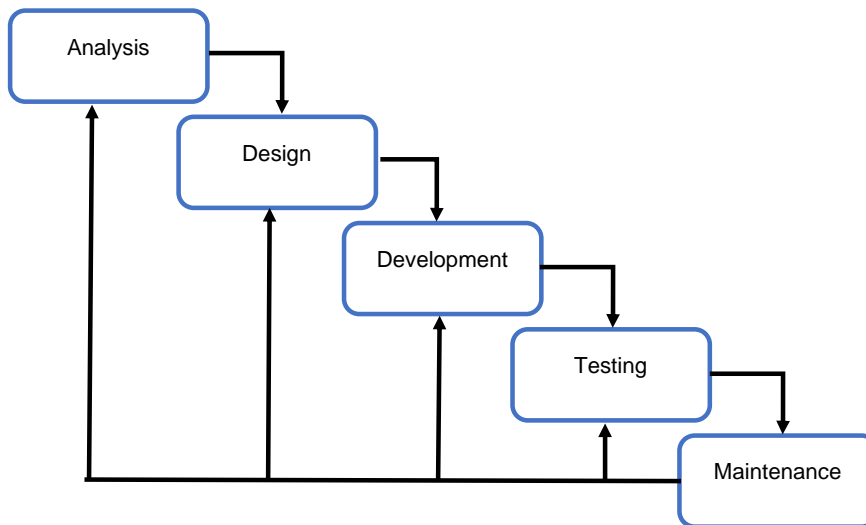 Analysis
Design
Development
Testing
Maintenance